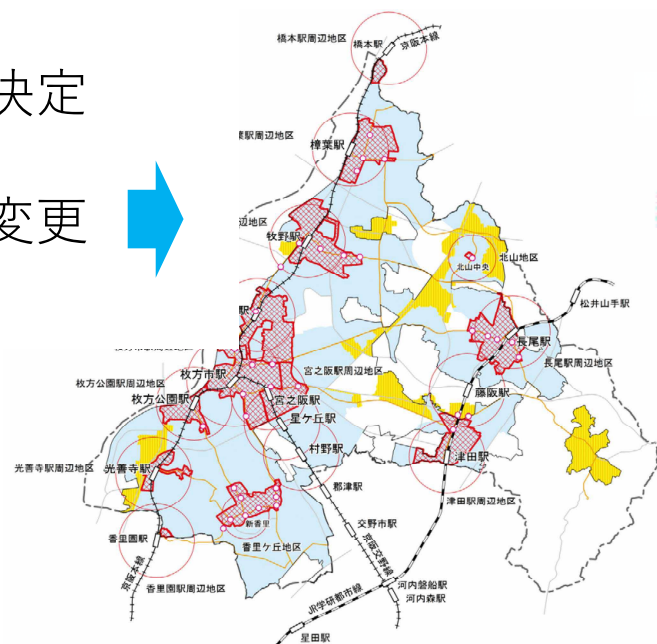 決定
変更
橋本駅周辺地区
橋本駅
京阪本線
葉駅周辺地区
樟葉駅
辺地区
牧野駅
北山地区
北山中央
松井山手駅
長尾駅
長尾駅周辺地区
駅
枚方市駅
宮之阪駅周辺地区
枚方公園駅周辺地区
枚方公園駅
宮之阪駅
星ケ丘駅
藤阪駅
村野駅
津田駅
光善寺駅周辺地区
光善寺駅
郡津駅
津田駅周辺地区
新香里
香里園駅
香里ケ丘地区
交野市駅
京阪交野線
京阪本線
香里園駅周辺地区
JR学研都市線
河内磐船駅
河内森駅
星田駅